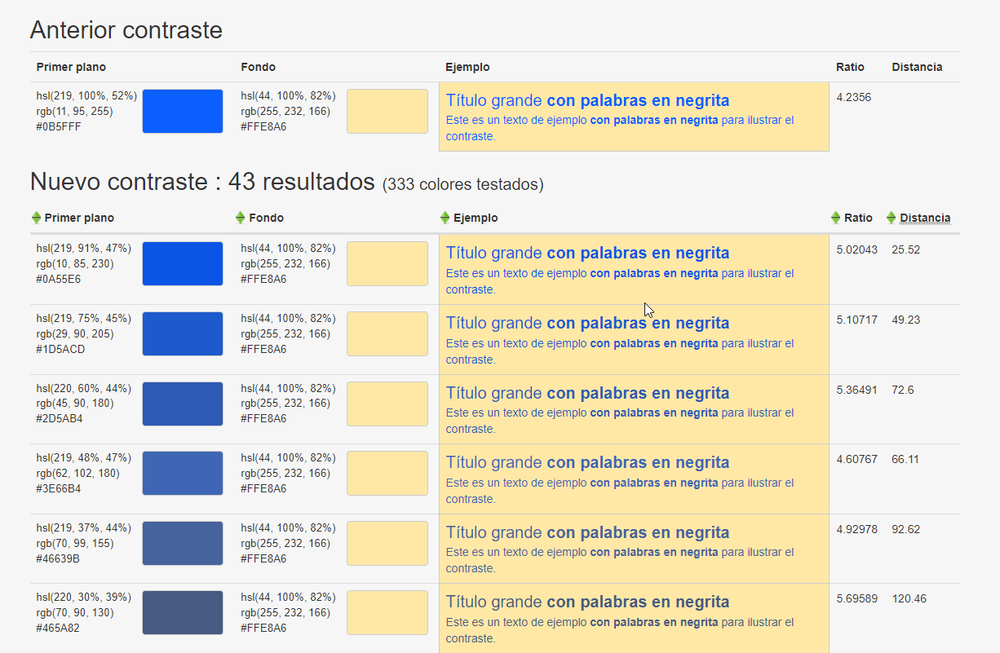 Anterior contraste
Primer plano Fondo Ejemplo Ratio Distancia
hsl(219, 100%, 52%)
rgb(11, 95, 255)
#0B5FFF
hsl(44, 100%, 82%)
rgb(255, 232, 166)
#FFE8A6
Título grande con palabras en negrita
Este es un texto de ejemplo con palabras en negrita para ilustrar el
contraste.
4.2356
Nuevo contraste : 43 resultados (333 colores testados)
Primer plano Fondo Ejemplo Ratio Distancia
hsl(219, 91%, 47%)
rgb(10, 85, 230)
#0A55E6
hsl(44, 100%, 82%)
rgb(255, 232, 166)
#FFE8A6
Título grande con palabras en negrita
Este es un texto de ejemplo con palabras en negrita para ilustrar el
contraste.
5.02043 25.52
hsl(219, 75%, 45%)
rgb(29, 90, 205)
#1D5ACD
hsl(44, 100%, 82%)
rgb(255, 232, 166)
#FFE8A6
Título grande con palabras en negrita
Este es un texto de ejemplo con palabras en negrita para ilustrar el
contraste.
5.10717 49.23
hsl(220, 60%, 44%)
rgb(45, 90, 180)
#2D5AB4
hsl(44, 100%, 82%)
rgb(255, 232, 166)
#FFE8A6
Título grande con palabras en negrita
Este es un texto de ejemplo con palabras en negrita para ilustrar el
contraste.
5.36491 72.6
hsl(219, 48%, 47%)
rgb(62, 102, 180)
#3E66B4
hsl(44, 100%, 82%)
rgb(255, 232, 166)
#FFE8A6
Título grande con palabras en negrita
Este es un texto de ejemplo con palabras en negrita para ilustrar el
contraste.
4.60767 66.11
hsl(219, 37%, 44%)
rgb(70, 99, 155)
#46639B
hsl(44, 100%, 82%)
rgb(255, 232, 166)
#FFE8A6
Título grande con palabras en negrita
Este es un texto de ejemplo con palabras en negrita para ilustrar el
contraste.
4.92978 92.62
hsl(220, 30%, 39%)
rgb(70, 90, 130)
#465A82
hsl(44, 100%, 82%)
rgb(255, 232, 166)
#FFE8A6
Título grande con palabras en negrita
Este es un texto de ejemplo con palabras en negrita para ilustrar el
contraste.
5.69589 120.46